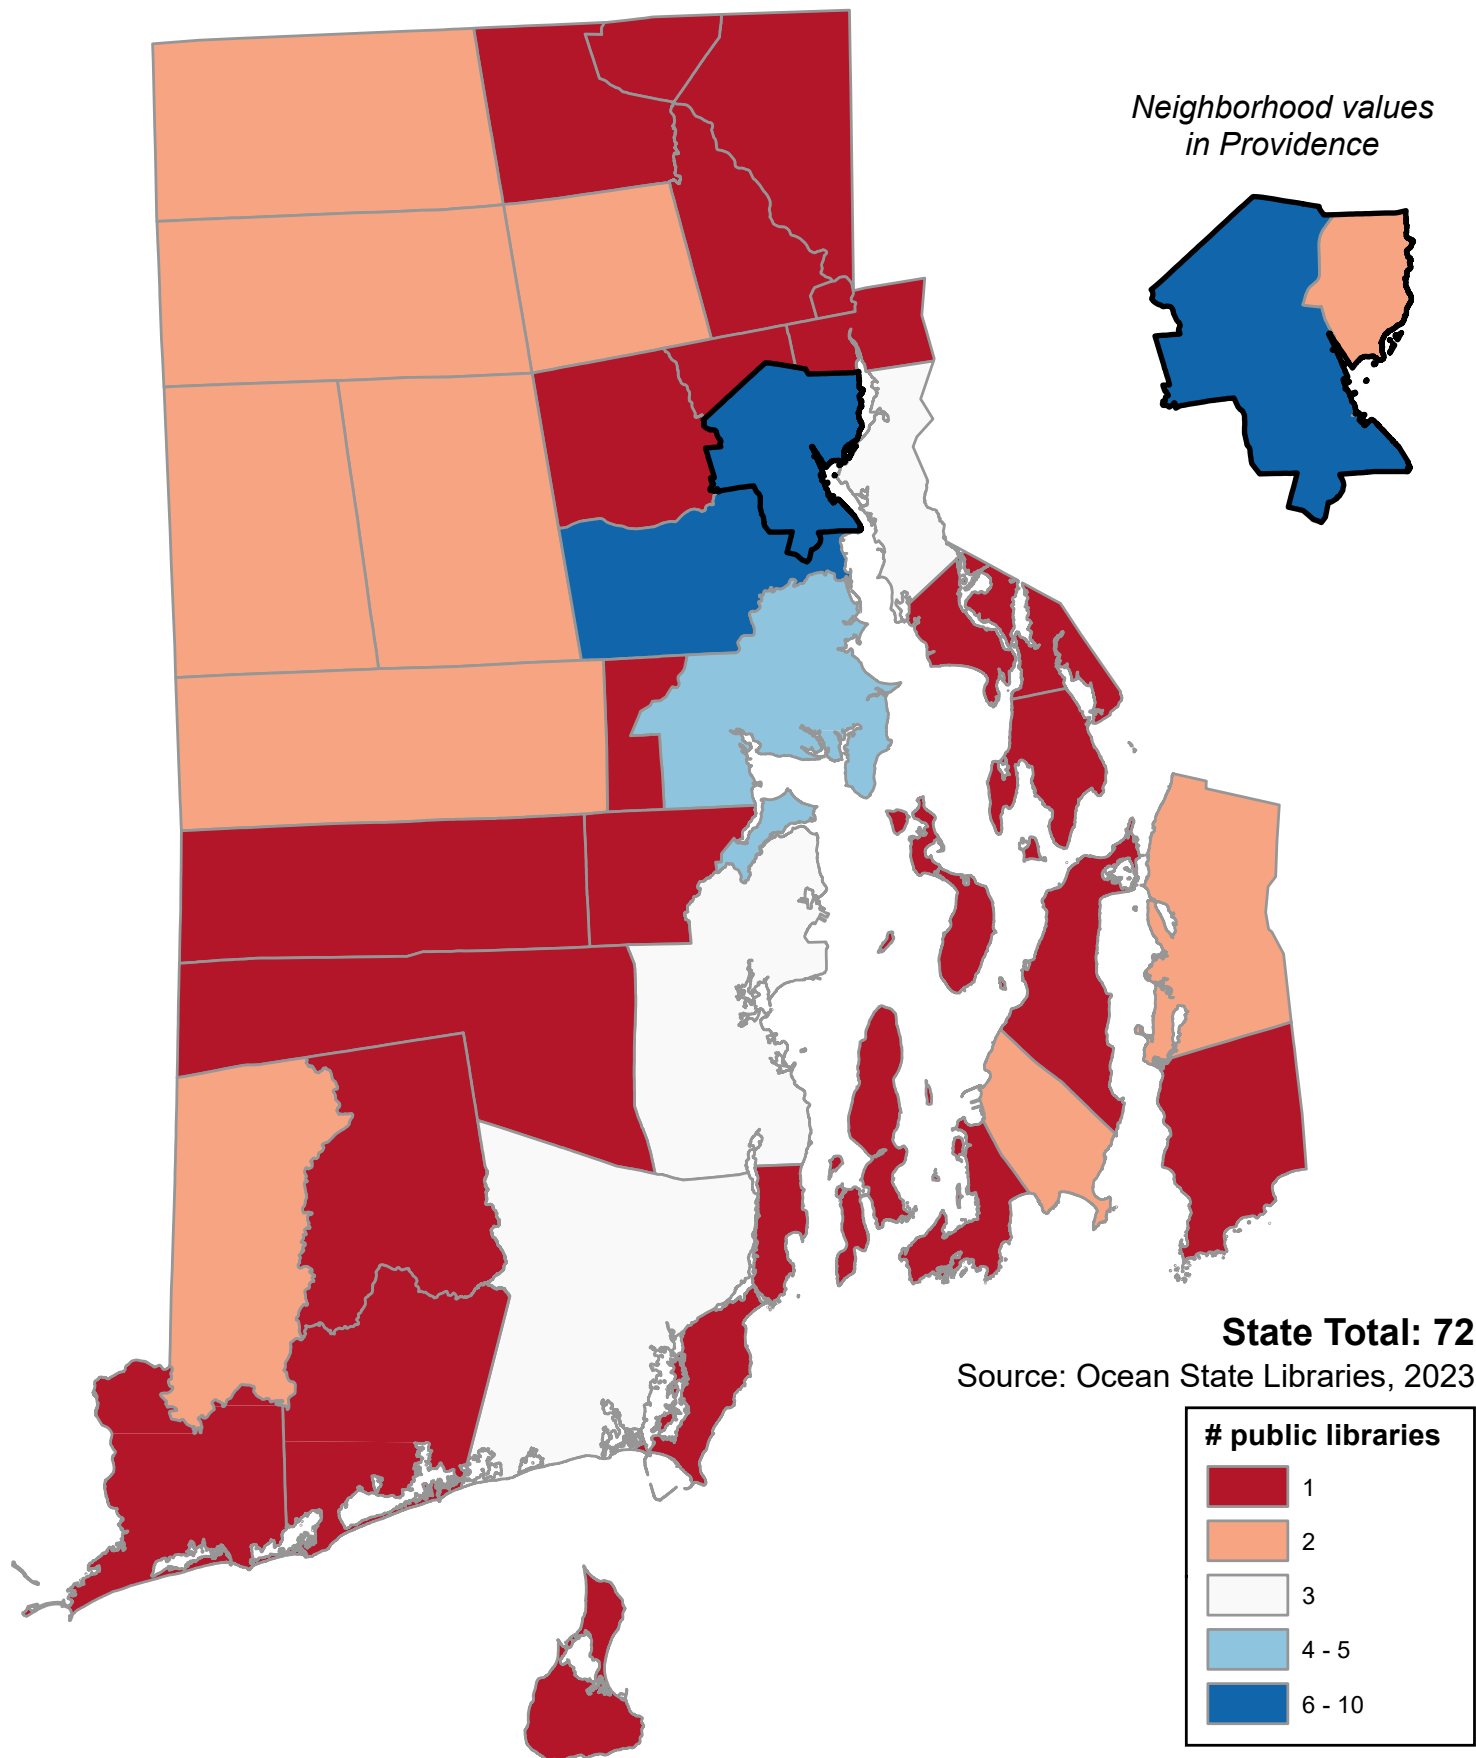 Neighborhood values
in Providence
State Total: 72
Source: Ocean State Libraries, 2023
# public libraries
1
2
3
4 - 5
6 - 10